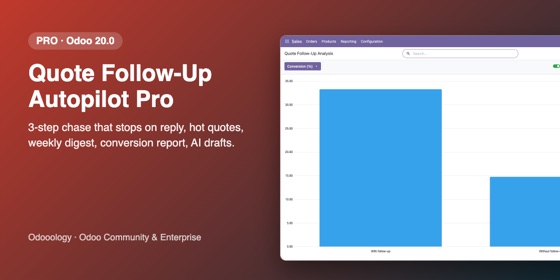 PRO · Odoo 20.0
Quote Follow-Up
Autopilot Pro
3-step chase that stops on reply, hot quotes,
weekly digest, conversion report, AI drafts.
Odooology · Odoo Community & Enterprise
Sales Orders Products Reporting Configuration
Quote Follow-Up Analysis
Search...
Conversion (%)
35.00
30.00
25.00
20.00
15.00
10.00
5.00
0.00
With follow-up
Without follow-u